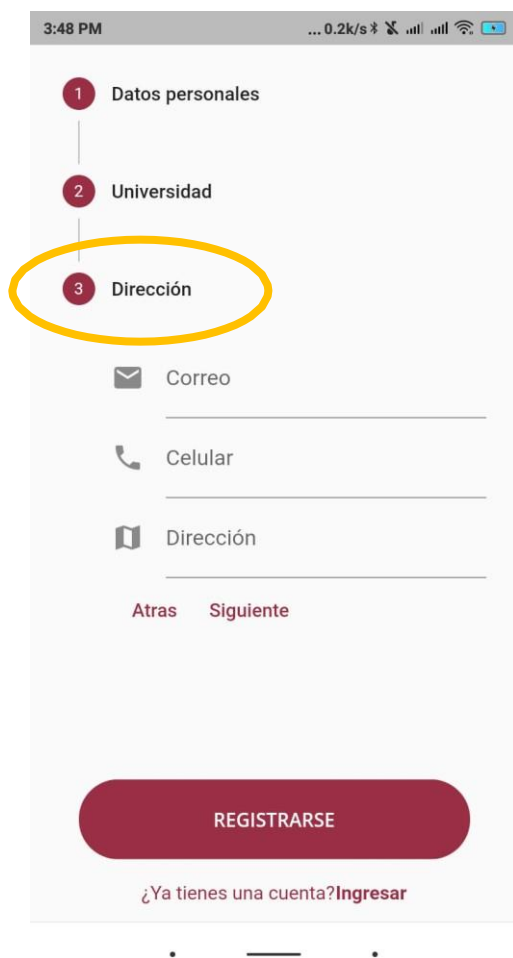 3:48 PM ... 0.2k/s
1 Datos personales
2 Universidad
3 Dirección
Correo
Celular
Dirección
Atras Siguiente
REGISTRARSE
¿Ya tienes una cuenta?Ingresar